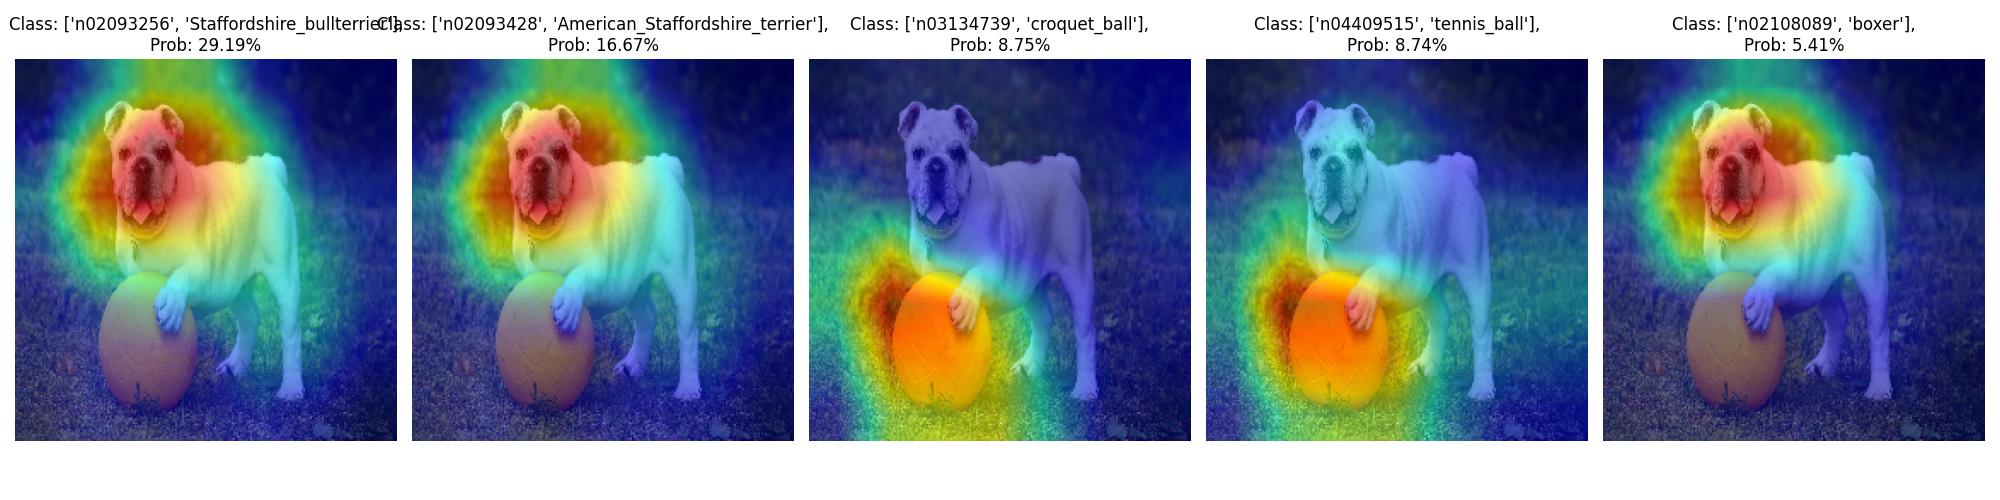 Class: ['n02093256', 'Staffordshire_bullterrier'],
Prob: 29.19%
Class: ['n02093428', 'American_Staffordshire_terrier'],
Prob: 16.67%
Class: ['n03134739', 'croquet_ball'],
Prob: 8.75%
Class: ['n04409515', 'tennis_ball'],
Prob: 8.74%
Class: ['n02108089', 'boxer'],
Prob: 5.41%